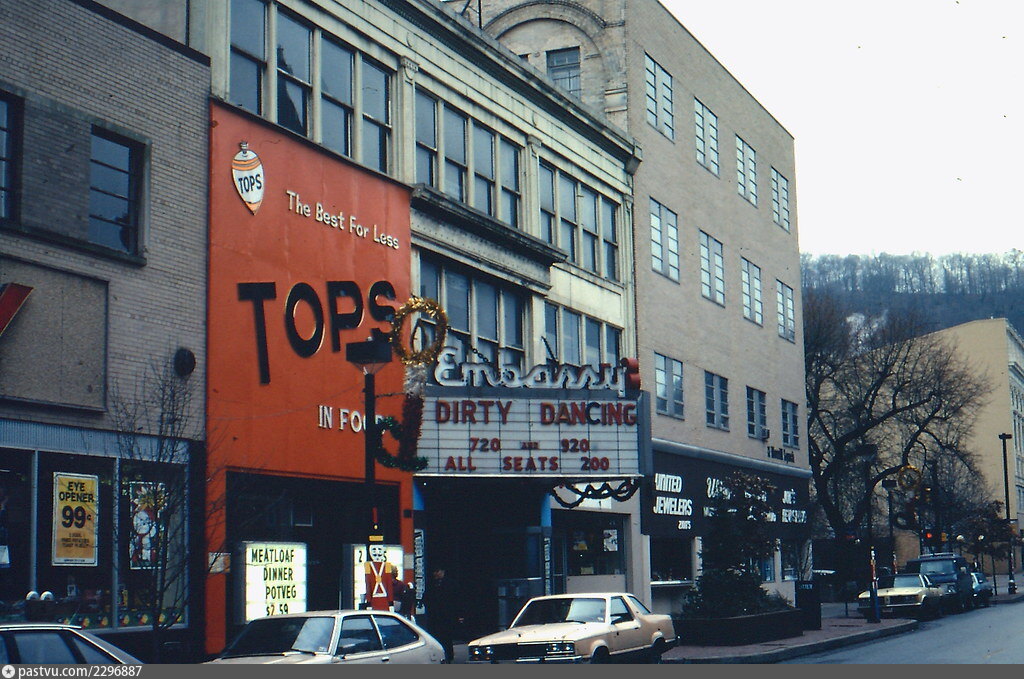 TOPS
The Best For Less
TOPS
IN FO
Embassy
DIRTY DANCING
720 AND 920
ALL SEATS 200
EYE
OPENER
99¢
MEATLOAF
DINNER
POTVEG
$2.59
UNITED
JEWELERS
pastvu.com/2296887